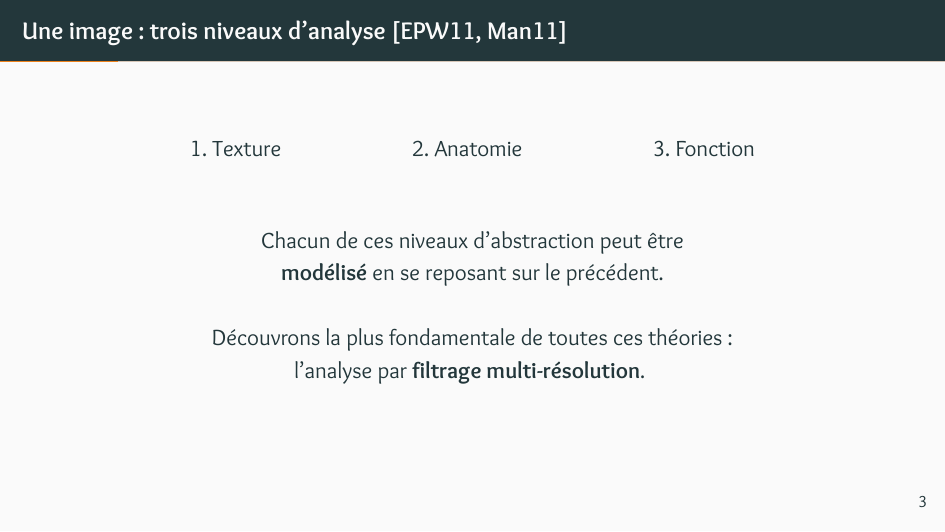 Une image : trois niveaux d’analyse [EPW11, Man11]
1. Texture 2. Anatomie 3. Fonction
Chacun de ces niveaux d’abstraction peut être
modélisé en se reposant sur le précédent.
Découvrons la plus fondamentale de toutes ces théories :
l’analyse par filtrage multi-résolution.
3